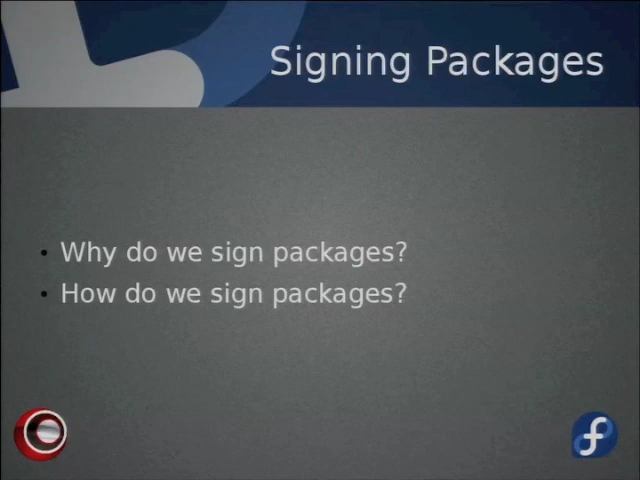 Signing Packages
• Why do we sign packages?
• How do we sign packages?